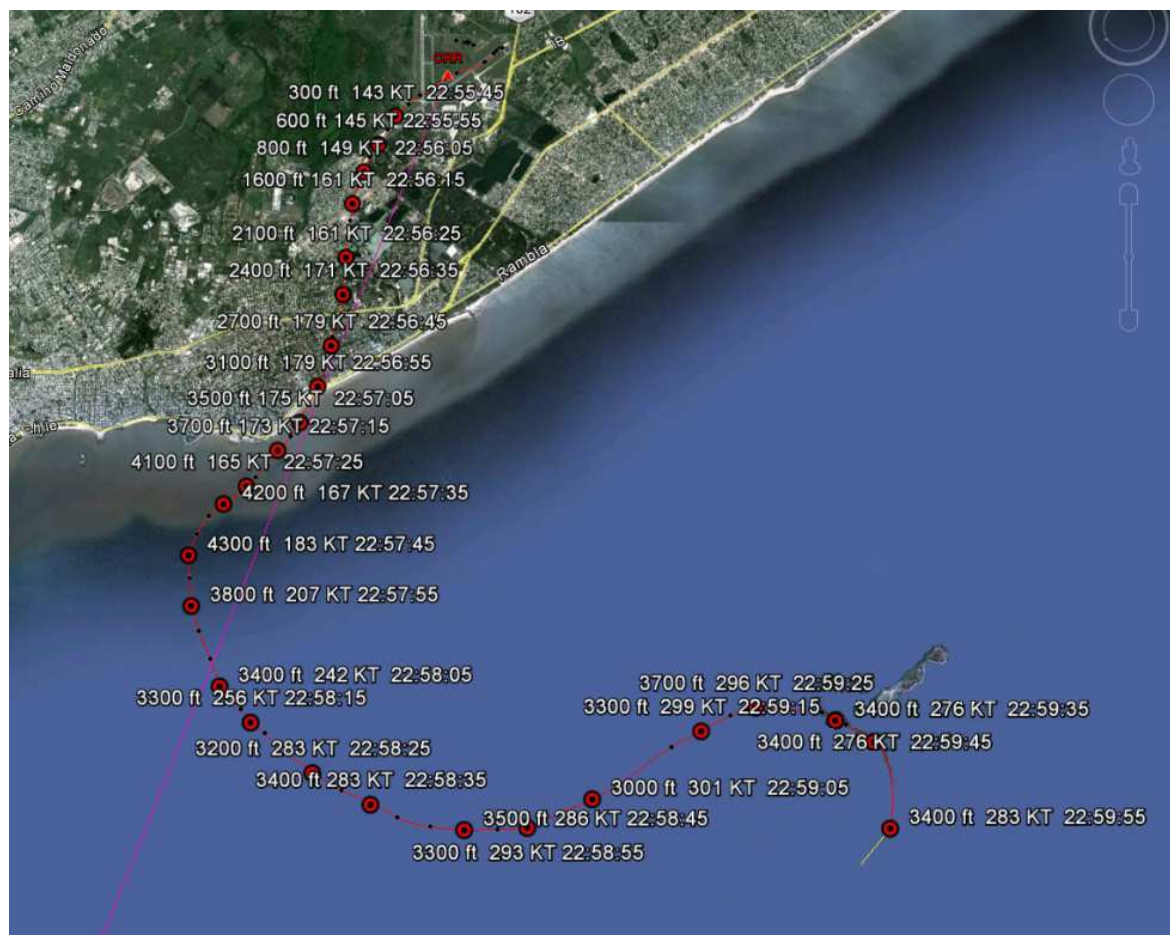 102
Camino Maldonado
CRR
300 ft 143 KT 22:55:45
600 ft 145 KT 22:55:55
800 ft 149 KT 22:56:05
1600 ft 161 KT 22:56:15
2100 ft 161 KT 22:56:25
2400 ft 171 KT 22:56:35
Rambla
2700 ft 179 KT 22:56:45
3100 ft 179 KT 22:56:55
alia
3500 ft 175 KT 22:57:05
3700 ft 173 KT 22:57:15
a Chile
4100 ft 165 KT 22:57:25
4200 ft 167 KT 22:57:35
4300 ft 183 KT 22:57:45
3800 ft 207 KT 22:57:55
3400 ft 242 KT 22:58:05
3300 ft 256 KT 22:58:15
3700 ft 296 KT 22:59:25
3300 ft 299 KT 22:59:15
3400 ft 276 KT 22:59:35
3200 ft 283 KT 22:58:25
3400 ft 276 KT 22:59:45
3400 ft 283 KT 22:58:35
3000 ft 301 KT 22:59:05
3500 ft 286 KT 22:58:45
3400 ft 283 KT 22:59:55
3300 ft 293 KT 22:58:55